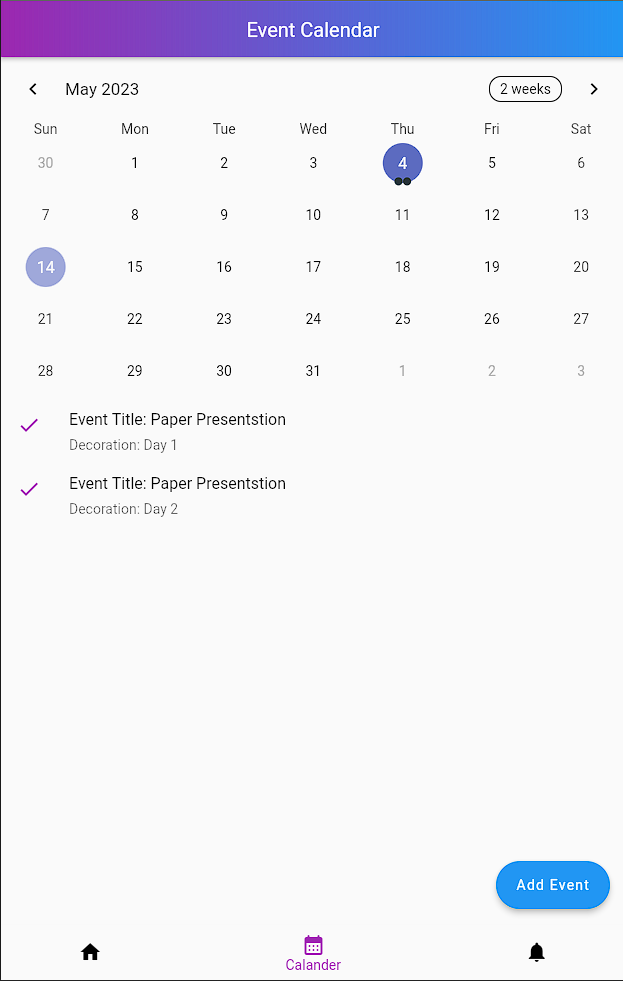 Event Calendar
May 2023
2 weeks
Sun Mon Tue Wed Thu Fri Sat
30 1 2 3 4 5 6
7 8 9 10 11 12 13
14 15 16 17 18 19 20
21 22 23 24 25 26 27
28 29 30 31 1 2 3
Event Title: Paper Presentstion
Decoration: Day 1
Event Title: Paper Presentstion
Decoration: Day 2
Add Event
Calander